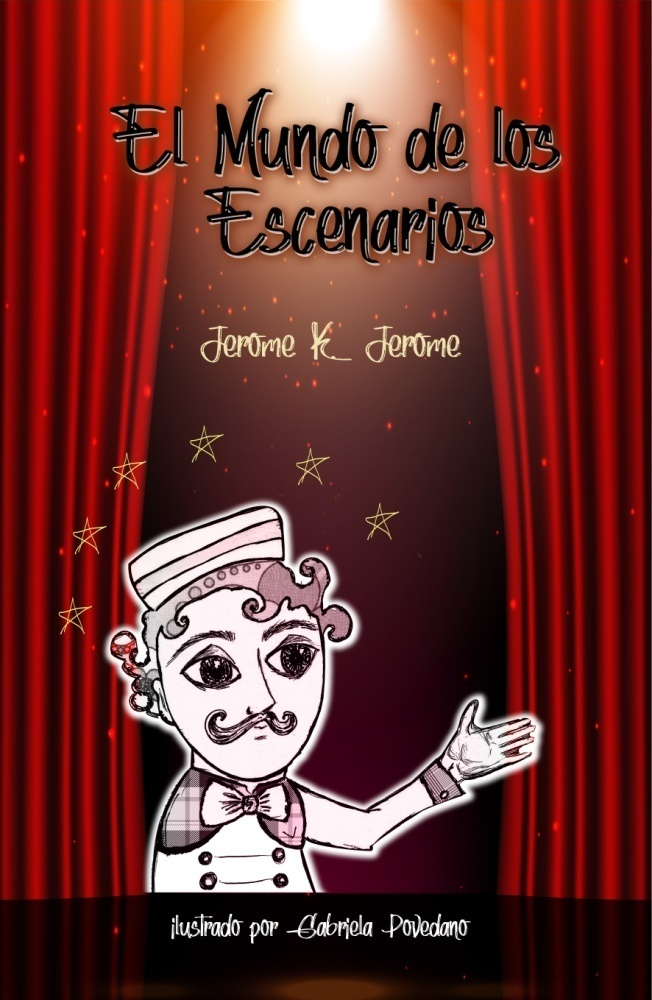 El Mundo de los
Escenarios
Jerome K Jerome
ilustrado por Gabriela Povedano